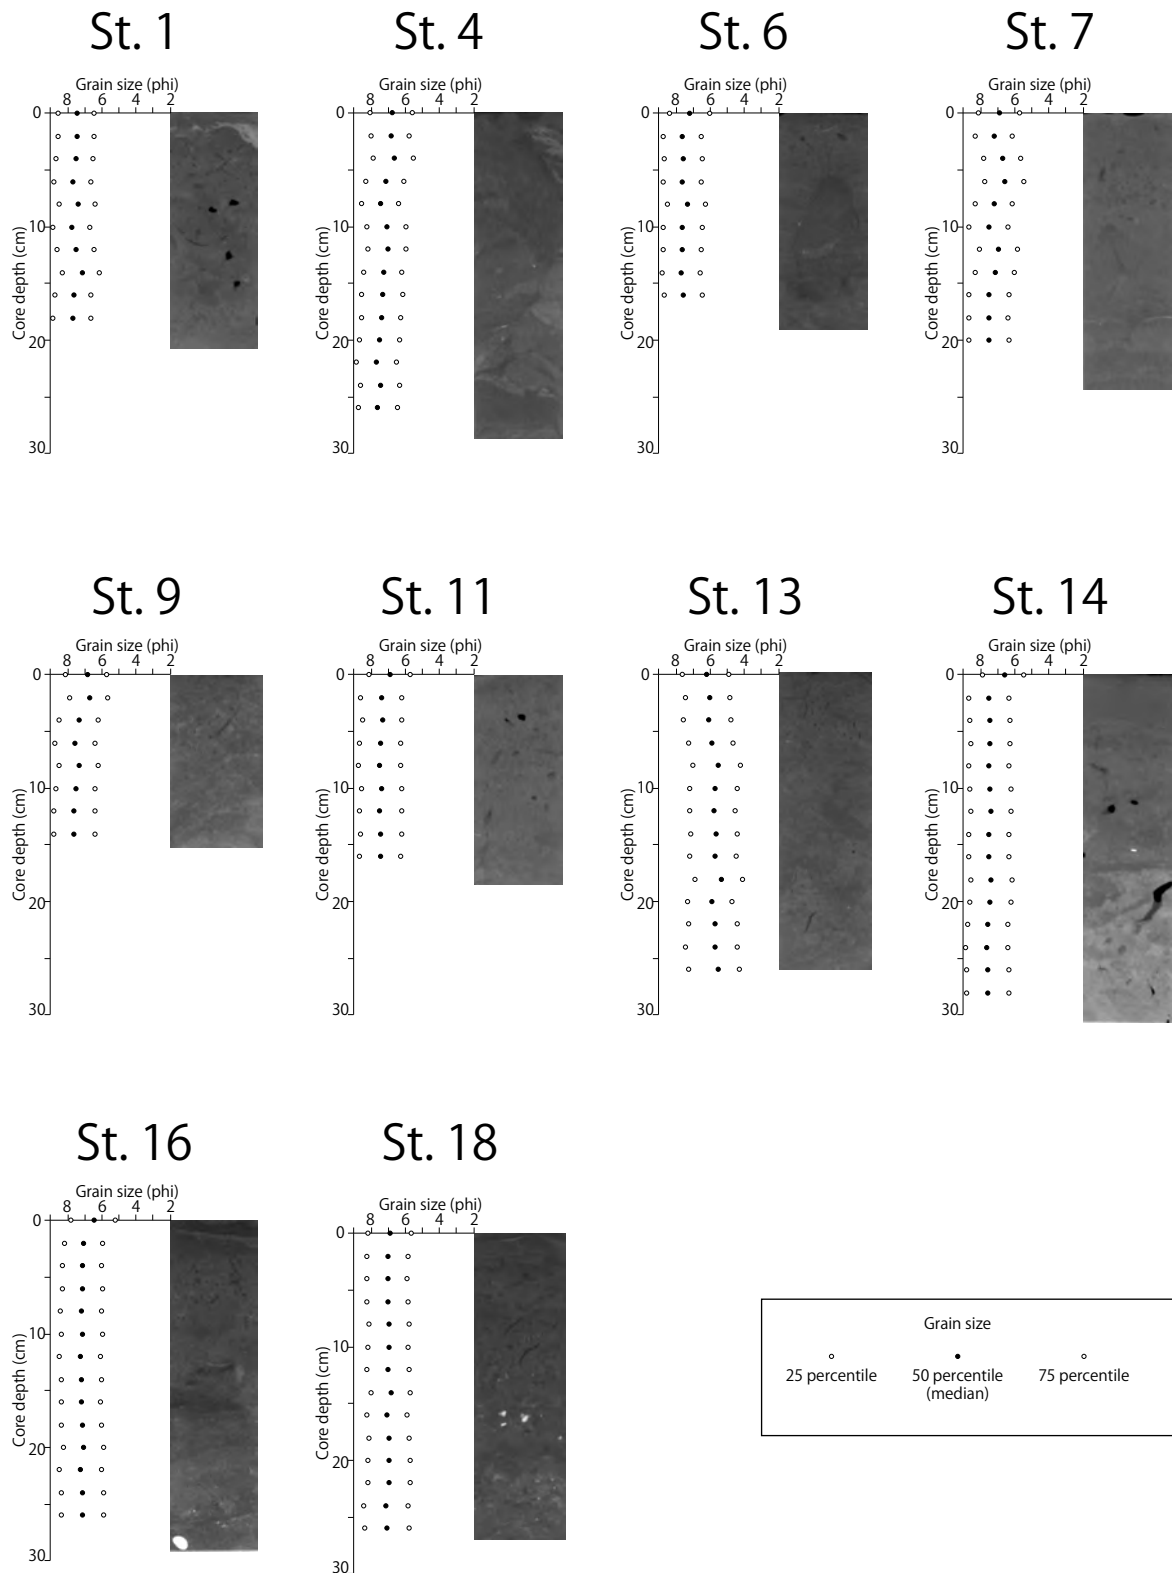 St. 1
St. 4
St. 6
St. 7
Grain size (phi)
Grain size (phi)
Grain size (phi)
Grain size (phi)
8 6 4 2
8 6 4 2
8 6 4 2
8 6 4 2
0
10
20
30
Core depth (cm)
0
10
20
30
Core depth (cm)
0
10
20
30
Core depth (cm)
0
10
20
30
Core depth (cm)
St. 9
St. 11
St. 13
St. 14
Grain size (phi)
Grain size (phi)
Grain size (phi)
Grain size (phi)
8 6 4 2
8 6 4 2
8 6 4 2
8 6 4 2
0
10
20
30
Core depth (cm)
0
10
20
30
Core depth (cm)
0
10
20
30
Core depth (cm)
0
10
20
30
Core depth (cm)
St. 16
St. 18
Grain size (phi)
Grain size (phi)
8 6 4 2
8 6 4 2
0
10
20
30
Core depth (cm)
0
10
20
30
Core depth (cm)
Grain size
25 percentile
50 percentile
(median)
75 percentile